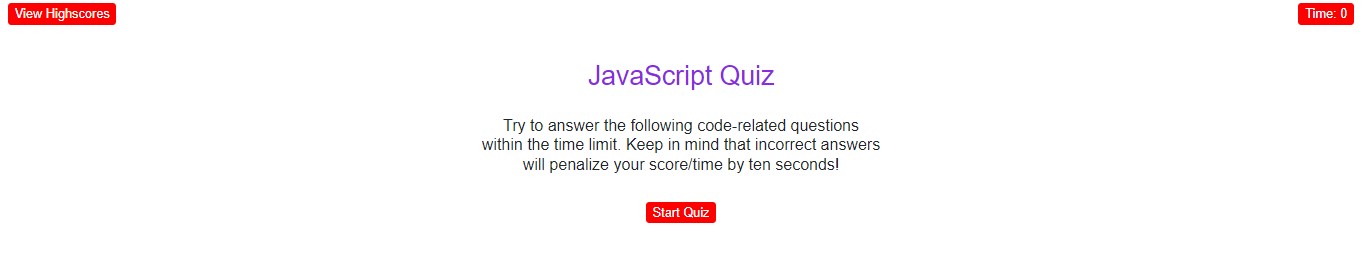 View Highscores
Time: 0
JavaScript Quiz
Try to answer the following code-related questions
within the time limit. Keep in mind that incorrect answers
will penalize your score/time by ten seconds!
Start Quiz